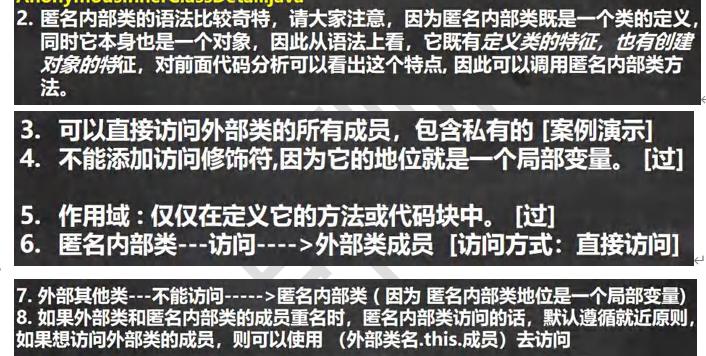 AnonymousInnerClassDetail.java
2. 匿名内部类的语法比较奇特，请大家注意，因为匿名内部类既是一个类的定义，
同时它本身也是一个对象，因此从语法上看，它既有定义类的特征，也有创建
对象的特征，对前面代码分析可以看出这个特点, 因此可以调用匿名内部类方
法。
3. 可以直接访问外部类的所有成员，包含私有的 [案例演示]
4. 不能添加访问修饰符,因为它的地位就是一个局部变量。 [过]
5. 作用域 : 仅仅在定义它的方法或代码块中。 [过]
6. 匿名内部类---访问---->外部类成员 [访问方式：直接访问]
7. 外部其他类---不能访问----->匿名内部类 ( 因为 匿名内部类地位是一个局部变量)
8. 如果外部类和匿名内部类的成员重名时，匿名内部类访问的话，默认遵循就近原则，
如果想访问外部类的成员，则可以使用 （外部类名.this.成员）去访问